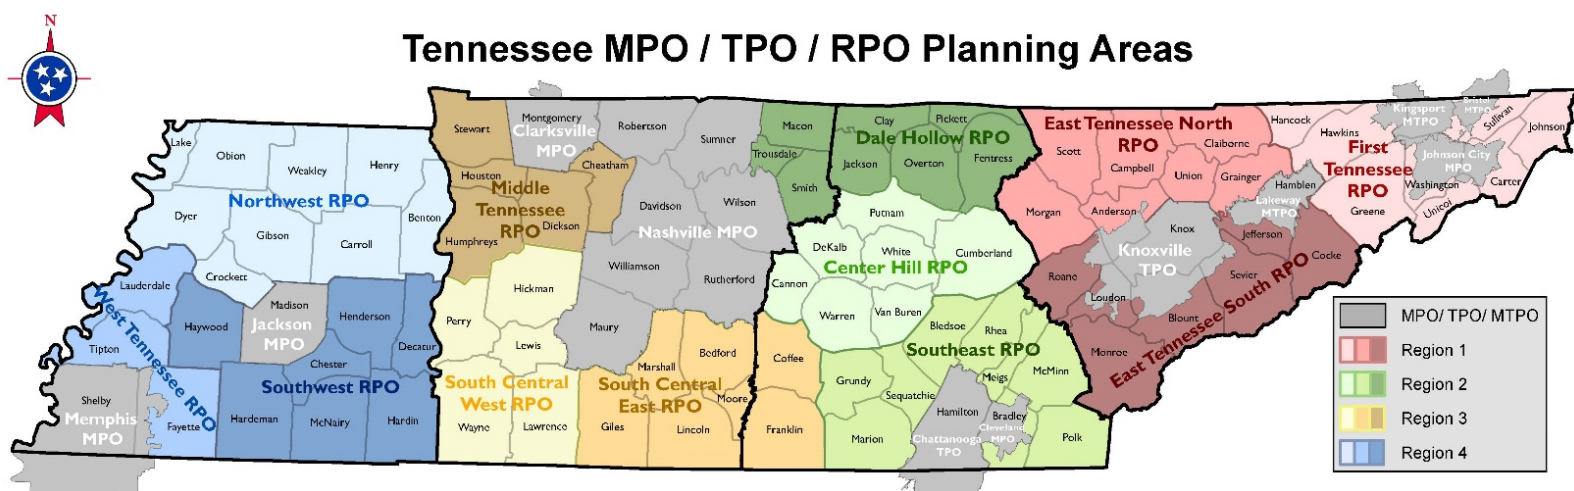 N
Tennessee MPO / TPO / RPO Planning Areas
Lake
Obion
Weakley
Henry
Northwest RPO
Dyer
Gibson
Carroll
Benton
Crockett
Lauderdale
Tipton
West Tennessee RPO
Haywood
Madison
Jackson
MPO
Henderson
Decatur
Chester
Southwest RPO
Shelby
Memphis
MPO
Fayette
Hardeman
McNairy
Hardin
Stewart
Montgomery
Clarksville
MPO
Robertson
Sumner
Houston
Cheatham
Middle
Tennessee
RPO
Dickson
Humphreys
Davidson
Wilson
Nashville MPO
Williamson
Rutherford
Maury
Hickman
Perry
Lewis
South Central
West RPO
Wayne
Lawrence
Marshall
Bedford
South Central
East RPO
Moore
Giles
Lincoln
Coffee
Franklin
Macon
Trousdale
Smith
Clay
Pickett
Dale Hollow RPO
Jackson
Overton
Fentress
Putnam
DeKalb
White
Cumberland
Center Hill RPO
Cannon
Warren
Van Buren
Bledsoe
Rhea
Southeast RPO
McMinn
Meigs
Grundy
Sequatchie
Marion
Hamilton
Chattanooga
TPO
Bradley
Cleveland
MPO
Polk
East Tennessee North
RPO
Scott
Campbell
Claiborne
Union
Grainger
Morgan
Anderson
Hamblen
Lakeway
MTPO
Knox
Knoxville
TPO
Jefferson
Cocke
Sevier
Roane
Loudon
Blount
Monroe
East Tennessee South RPO
Hancock
Hawkins
First
Tennessee
RPO
Greene
Kingsport
MTPO
Bristol
MTPO
Sullivan
Johnson
Johnson City
MPO
Washington
Carter
Unicoi
MPO/ TPO/ MTPO
Region 1
Region 2
Region 3
Region 4